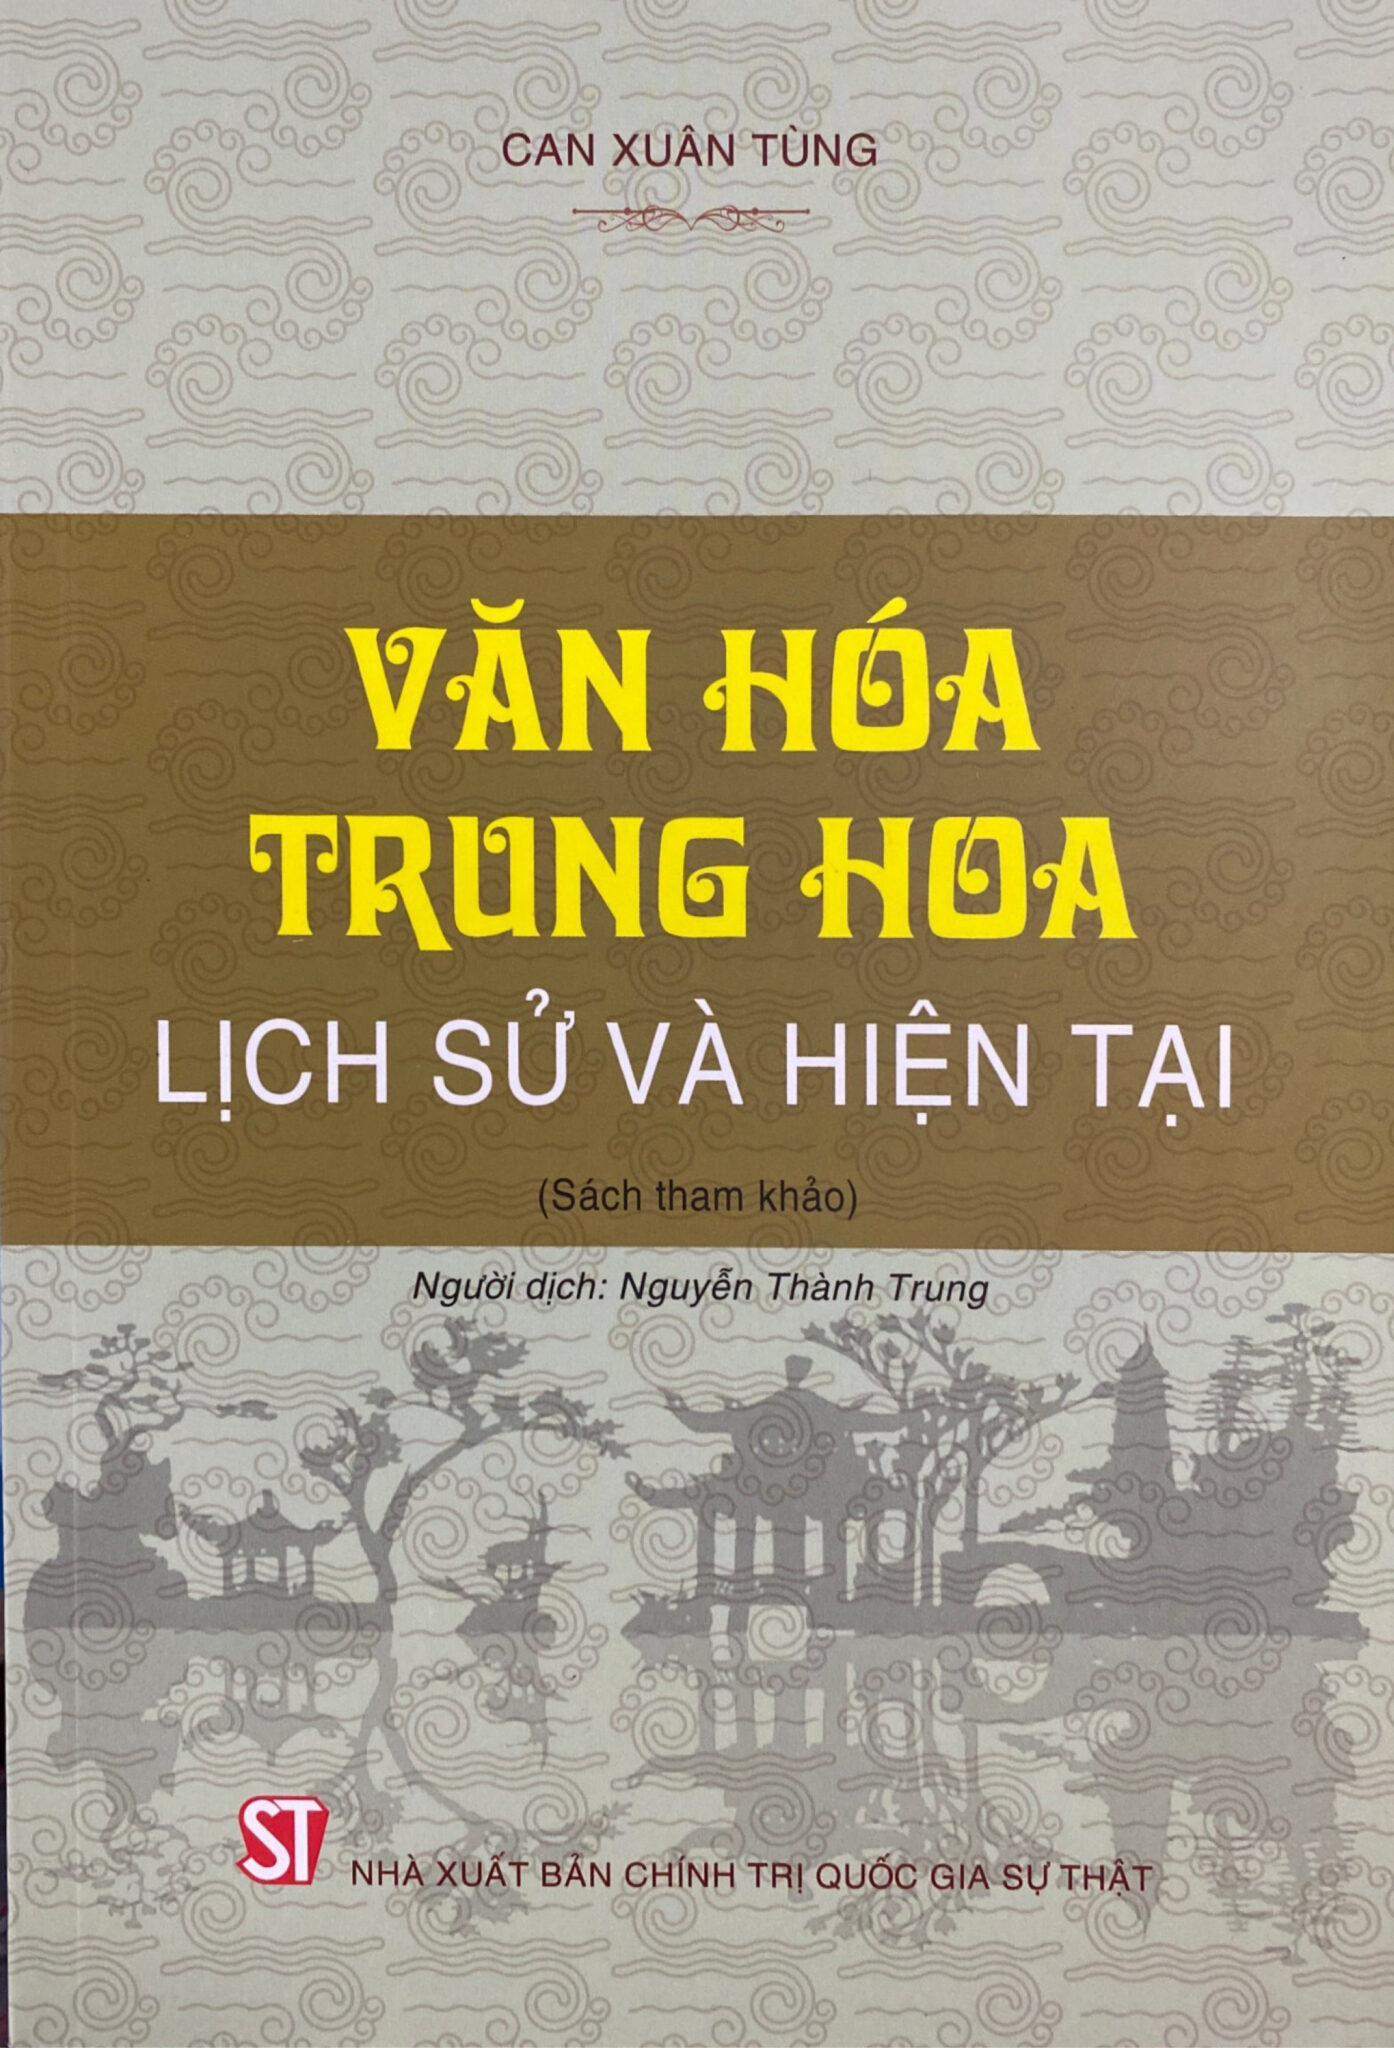 CAN XUÂN TÙNG
VĂN HÓA
TRUNG HOA
LỊCH SỬ VÀ HIỆN TẠI
(Sách tham khảo)
Người dịch: Nguyễn Thành Trung
ST
NHÀ XUẤT BẢN CHÍNH TRỊ QUỐC GIA SỰ THẬT